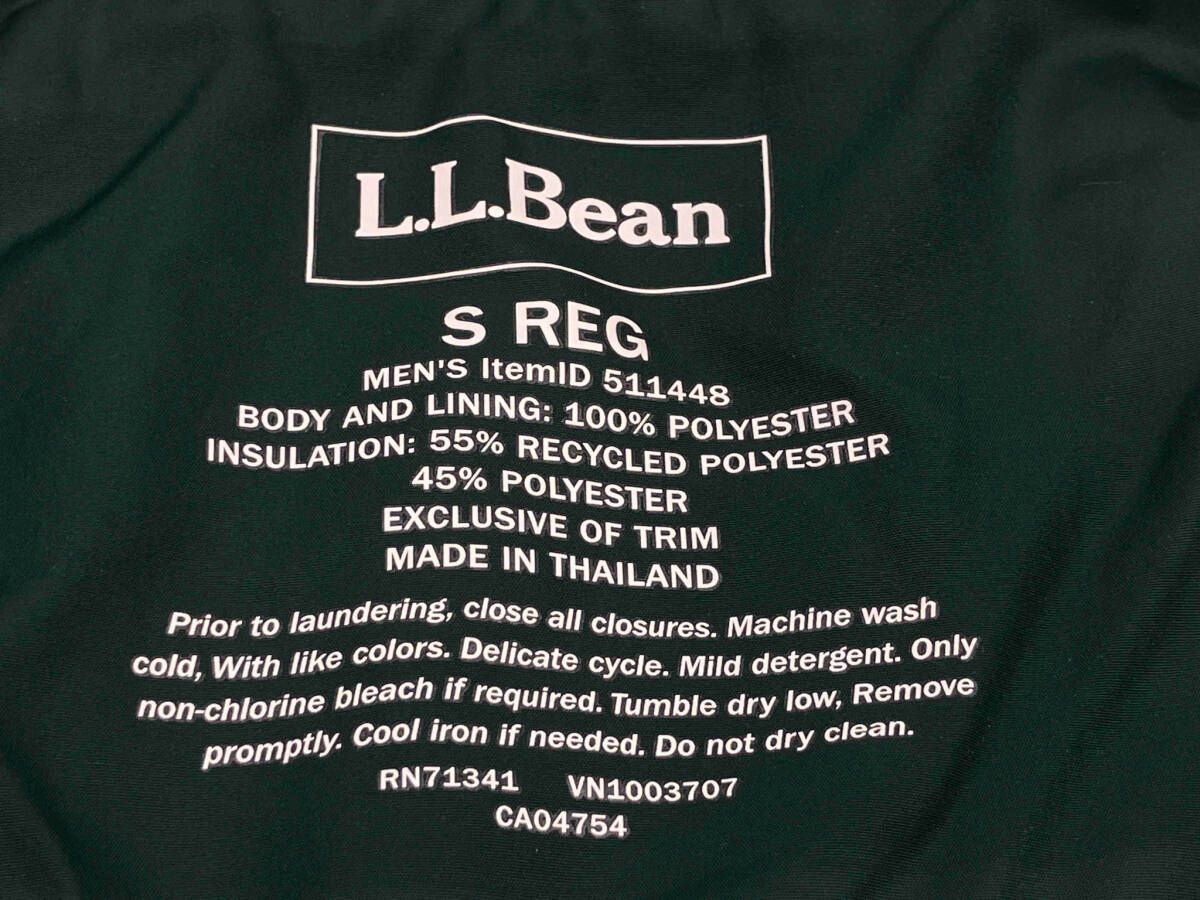 L.L.Bean
S REG
MEN'S ItemID 511448
BODY AND LINING: 100% POLYESTER
INSULATION: 55% RECYCLED POLYESTER
45% POLYESTER
EXCLUSIVE OF TRIM
MADE IN THAILAND
Prior to laundering, close all closures. Machine wash
cold, With like colors. Delicate cycle. Mild detergent. Only
non-chlorine bleach if required. Tumble dry low, Remove
promptly. Cool iron if needed. Do not dry clean.
RN71341 VN1003707
CA04754